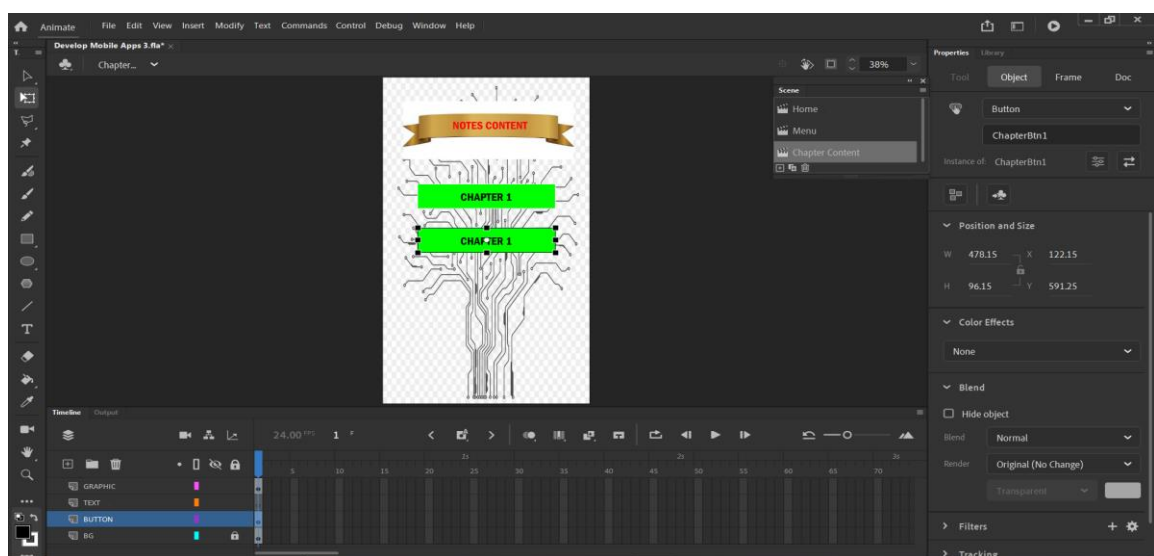 Animate File Edit View Insert Modify Text Commands Control Debug Window Help
Develop Mobile Apps 3.fla*
Chapter...
38%
NOTES CONTENT
CHAPTER 1
CHAPTER 1
Scene
Home
Menu
Chapter Content
Properties Library
Tool Object Frame Doc
Button
ChapterBtn1
Instance of: ChapterBtn1
Position and Size
W 478.15 X 122.15
H 96.15 Y 591.25
Color Effects
None
Blend
Hide object
Blend Normal
Render Original (No Change)
Transparent
Filters
Tracking
Timeline Output
24.00 FPS 1 F
5 10 15 20 25 30 35 40 45 50 55 60 65 70
GRAPHIC
TEXT
BUTTON
BG